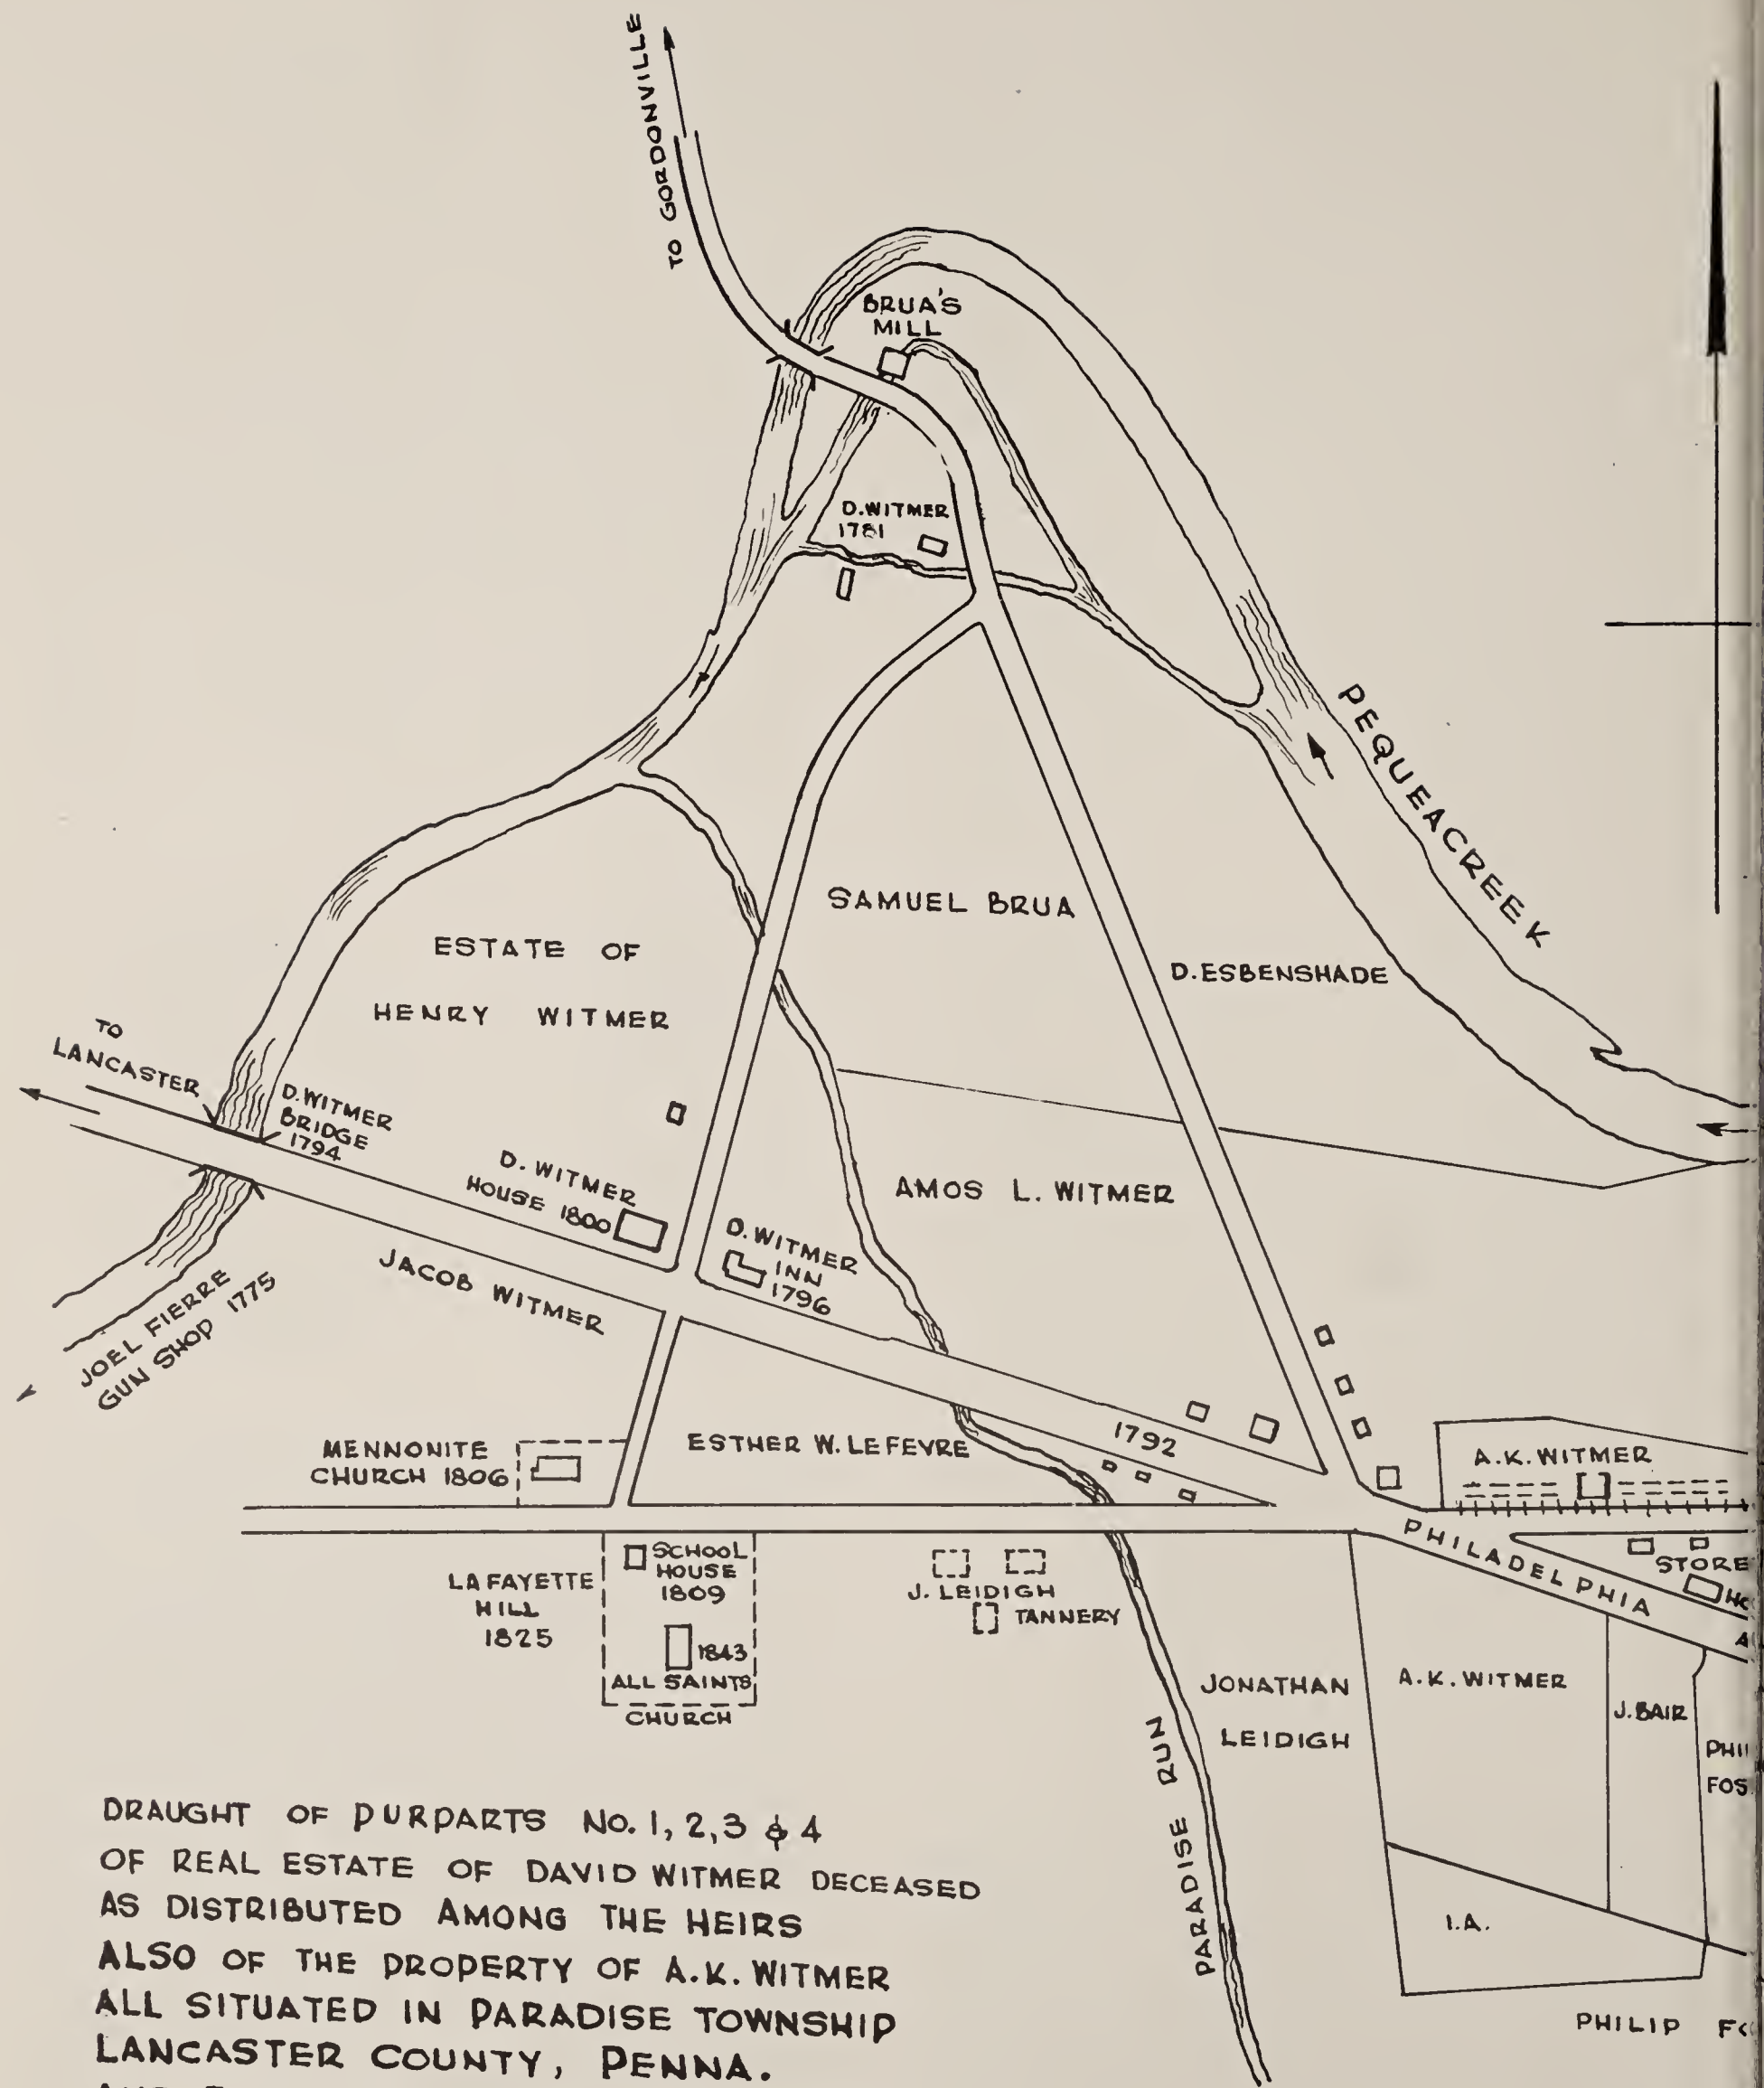 TO GORDONVILLE
BRUA'S
MILL
D. WITMER
1781
PEQUEA CREEK
SAMUEL BRUA
ESTATE OF
HENRY WITMER
D. ESBENSHADE
TO
LANCASTER
D. WITMER
BRIDGE
1794
D. WITMER
HOUSE 1800
AMOS L. WITMER
D. WITMER
INN
1796
JACOB WITMER
JOEL FIERRE
GUN SHOP 1775
MENNONITE
CHURCH 1806
ESTHER W. LEFEVRE
1792
A.K. WITMER
PHILADELPHIA
STORE
LAFAYETTE
HILL
1825
SCHOOL
HOUSE
1809
1843
ALL SAINTS
CHURCH
J. LEIDIGH
TANNERY
JONATHAN
LEIDIGH
A.K. WITMER
J. BAIR
PARADISE RUN
I.A.
PHILIP
DRAUGHT OF PURPARTS No. 1, 2, 3 & 4
OF REAL ESTATE OF DAVID WITMER DECEASED
AS DISTRIBUTED AMONG THE HEIRS
ALSO OF THE PROPERTY OF A.K. WITMER
ALL SITUATED IN PARADISE TOWNSHIP
LANCASTER COUNTY, PENNA.